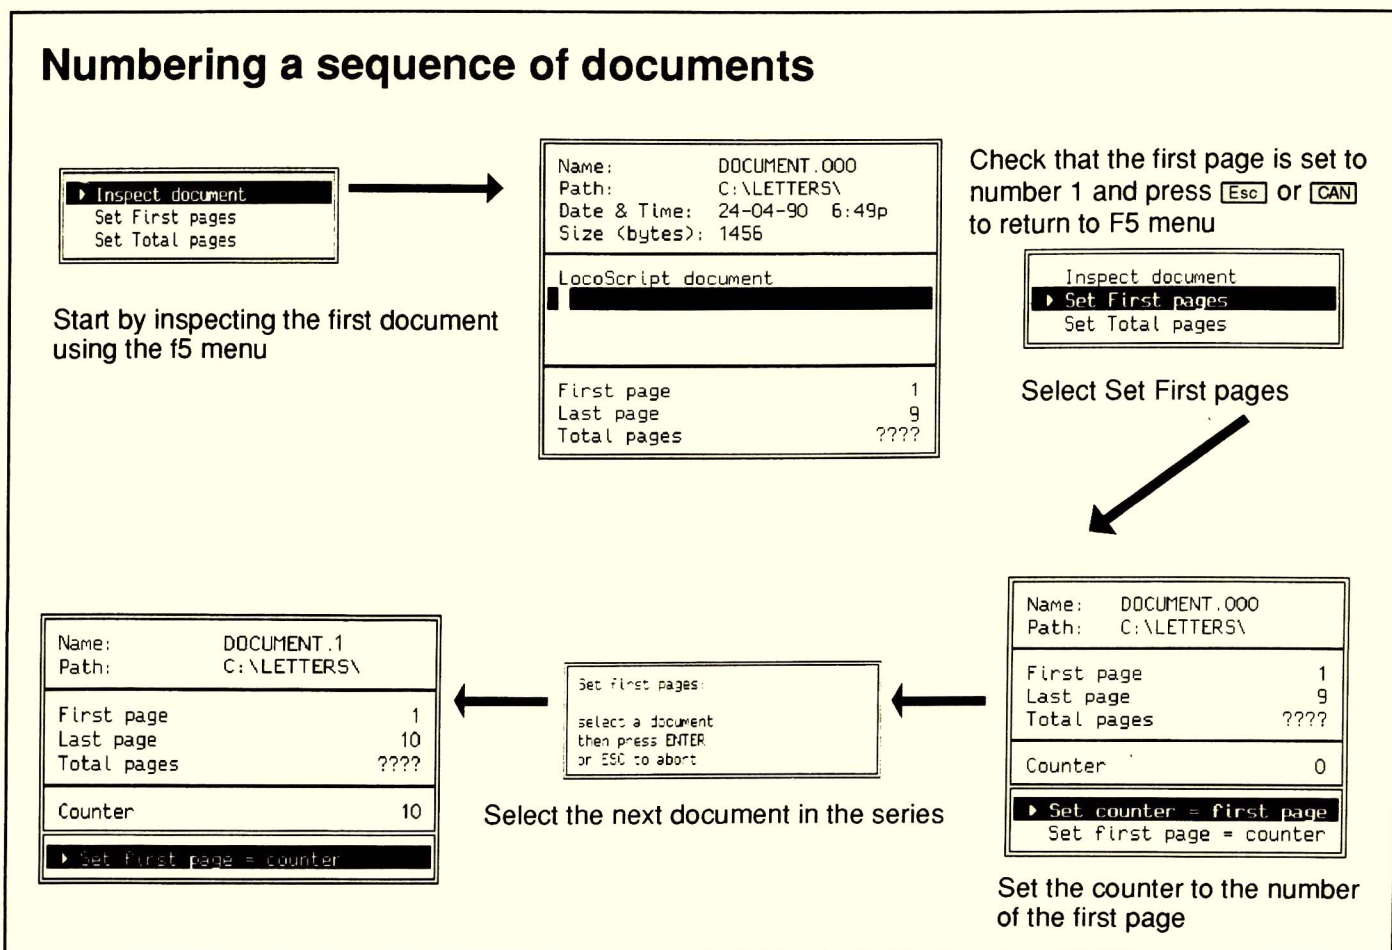 Numbering a sequence of documents
▸ Inspect document
Set First pages
Set Total pages
Start by inspecting the first document
using the f5 menu
Name: DOCUMENT.000
Path: C:\LETTERS\
Date & Time: 24-04-90 6:49p
Size (bytes): 1456
LocoScript document
First page 1
Last page 9
Total pages ????
Check that the first page is set to
number 1 and press Esc or CAN
to return to F5 menu
Inspect document
▸ Set First pages
Set Total pages
Select Set First pages
Name: DOCUMENT.000
Path: C:\LETTERS\
First page 1
Last page 9
Total pages ????
Counter 0
▸ Set counter = first page
Set first page = counter
Set the counter to the number
of the first page
Set first pages:
select a document
then press ENTER
or ESC to abort
Select the next document in the series
Name: DOCUMENT.1
Path: C:\LETTERS\
First page 1
Last page 10
Total pages ????
Counter 10
▸ Set first page = counter